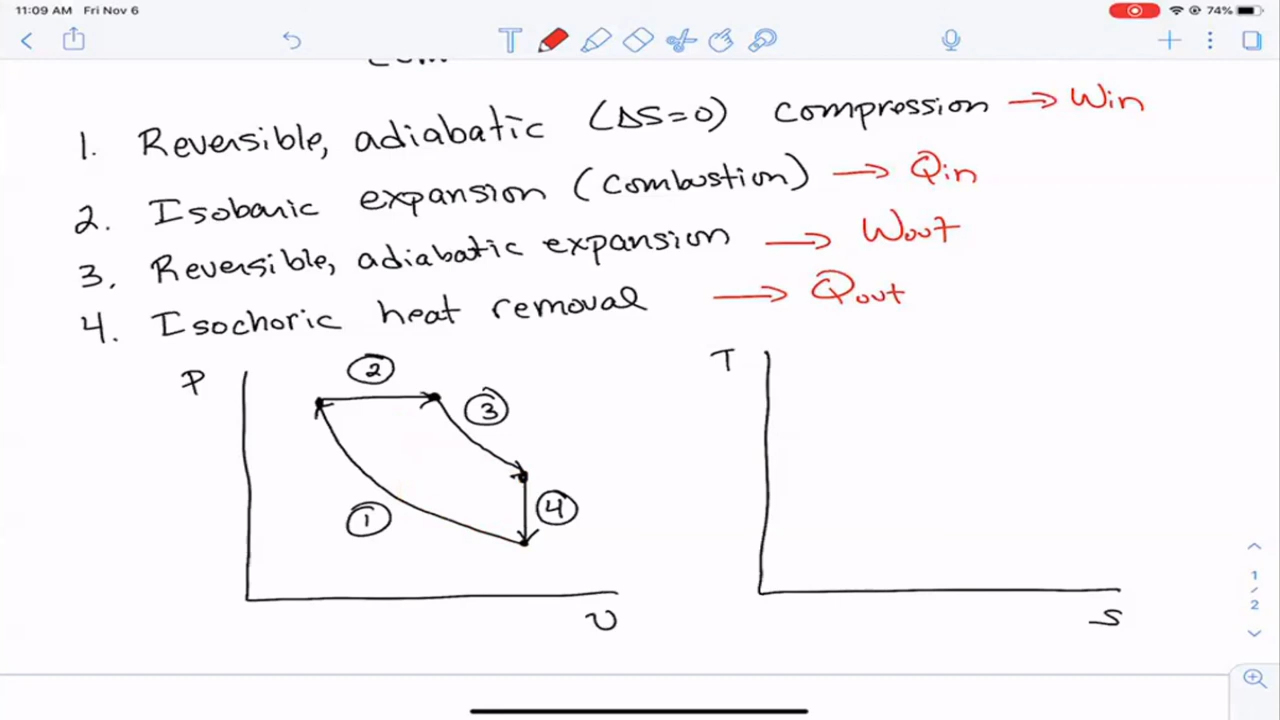 11:09 AM Fri Nov 6
74%
T
1. Reversible, adiabatic (ΔS=0) compression → Win
2. Isobaric expansion (combustion) → Qin
3. Reversible, adiabatic expansion → Wout
4. Isochoric heat removal → Qout
P
②
③
①
④
υ
T
S
1
/
2